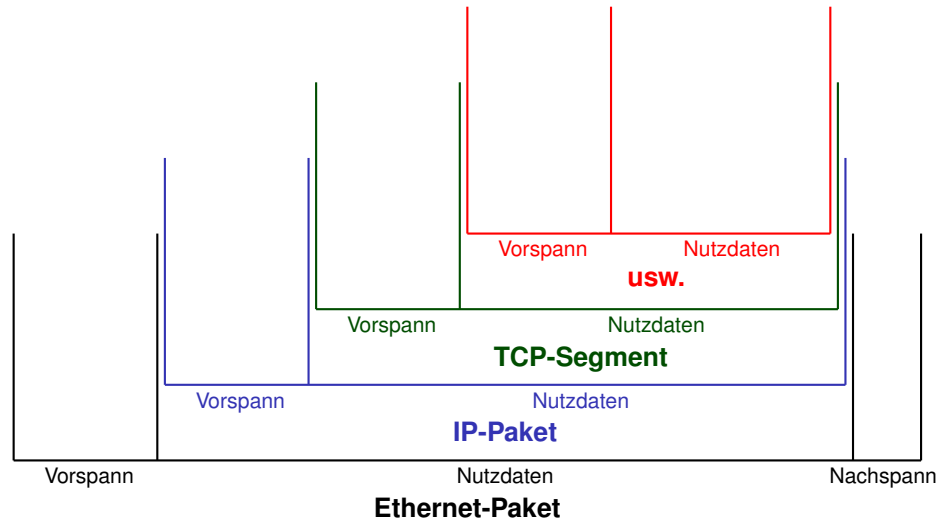 Vorspann Nutzdaten
usw.
Vorspann Nutzdaten
TCP-Segment
Vorspann Nutzdaten
IP-Paket
Vorspann Nutzdaten Nachspann
Ethernet-Paket